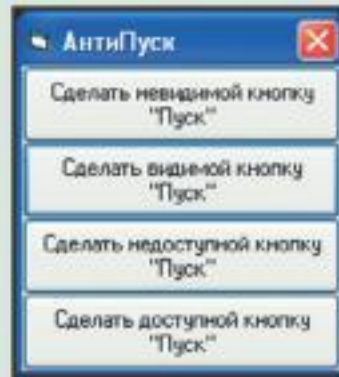 АнтиПуск
Сделать невидимой кнопку
"Пуск"
Сделать видимой кнопку
"Пуск"
Сделать недоступной кнопку
"Пуск"
Сделать доступной кнопку
"Пуск"